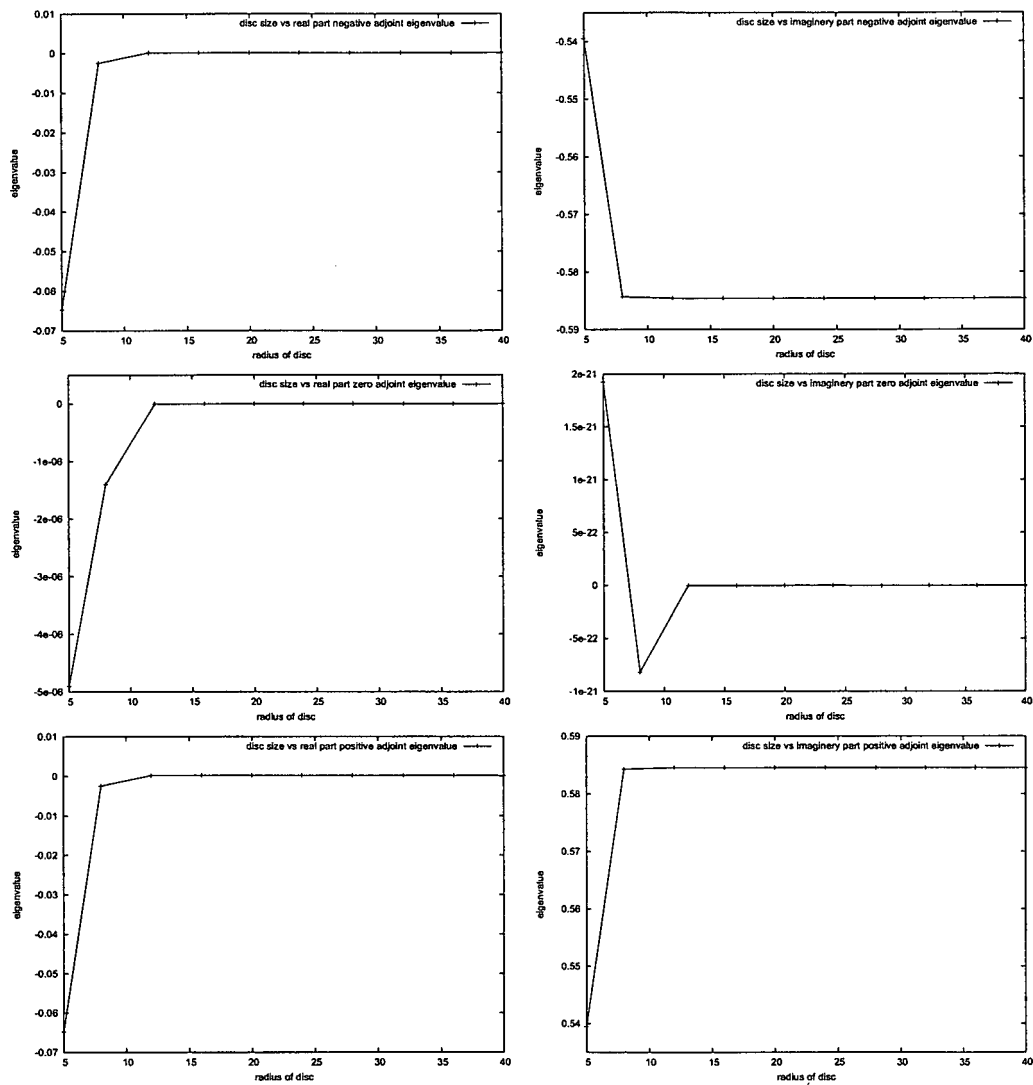 disc size vs real part negative adjoint eigenvalue
0.01
0
-0.01
-0.02
-0.03
-0.04
-0.05
-0.06
-0.07
eigenvalue
5 10 15 20 25 30 35 40
radius of disc
disc size vs imaginery part negative adjoint eigenvalue
-0.54
-0.55
-0.56
-0.57
-0.58
-0.59
eigenvalue
5 10 15 20 25 30 35 40
radius of disc
disc size vs real part zero adjoint eigenvalue
0
-1e-06
-2e-06
-3e-06
-4e-06
-5e-06
eigenvalue
5 10 15 20 25 30 35 40
radius of disc
disc size vs imaginery part zero adjoint eigenvalue
2e-21
1.5e-21
1e-21
5e-22
0
-5e-22
-1e-21
eigenvalue
5 10 15 20 25 30 35 40
radius of disc
disc size vs real part positive adjoint eigenvalue
0.01
0
-0.01
-0.02
-0.03
-0.04
-0.05
-0.06
-0.07
eigenvalue
5 10 15 20 25 30 35 40
radius of disc
disc size vs imaginery part positive adjoint eigenvalue
0.59
0.58
0.57
0.56
0.55
0.54
eigenvalue
5 10 15 20 25 30 35 40
radius of disc